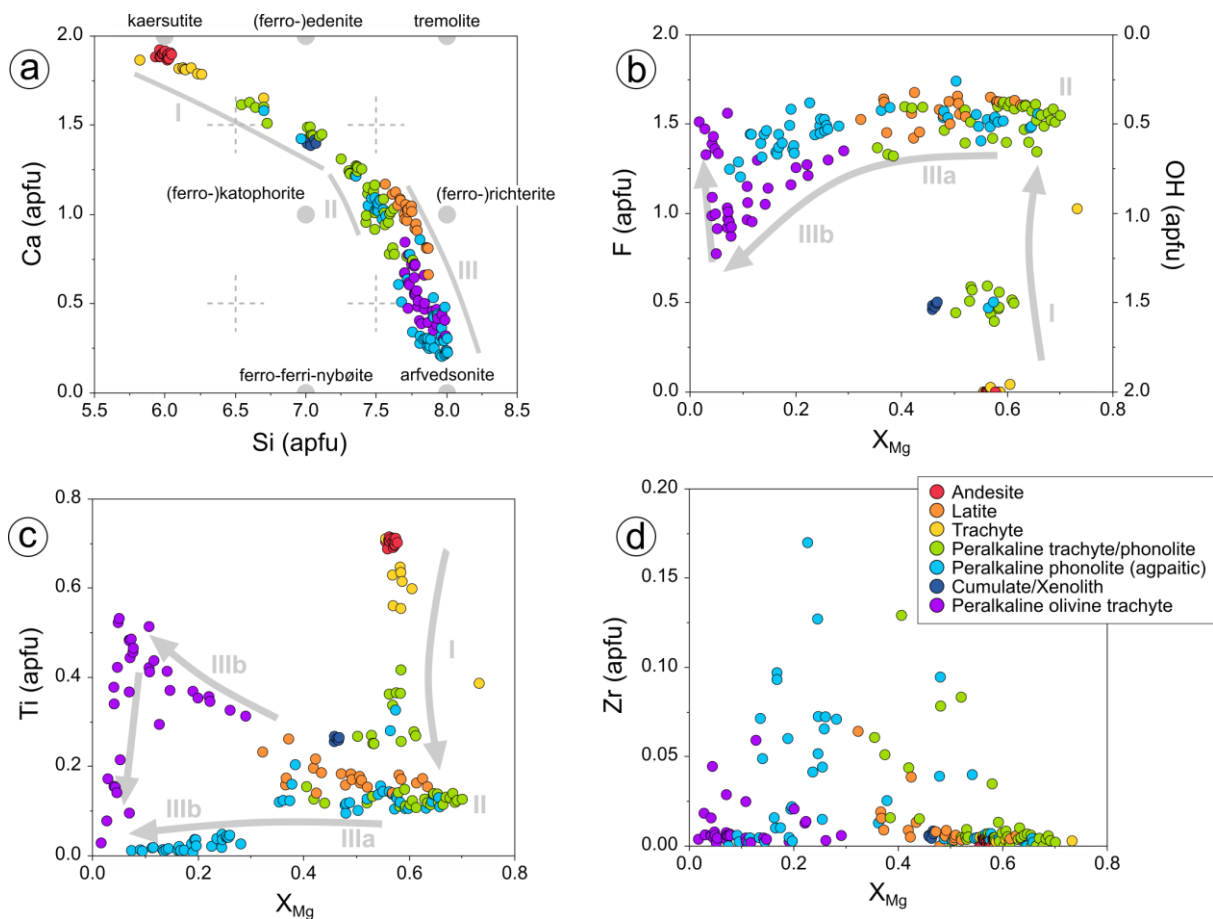 kaersutite (ferro-)edenite tremolite
a
2.0
1.5
1.0
0.5
0.0
Ca (apfu)
I
II
III
(ferro-)katophorite (ferro-)richterite
ferro-ferri-nybøite arfvedsonite
5.5 6.0 6.5 7.0 7.5 8.0 8.5
Si (apfu)
b
2.0
1.5
1.0
0.5
0.0
F (apfu)
0.0
0.5
1.0
1.5
2.0
OH (apfu)
II
IIIa
IIIb
I
0.0 0.2 0.4 0.6 0.8
XMg
c
0.8
0.6
0.4
0.2
0.0
Ti (apfu)
IIIb
I
II
IIIb
IIIa
0.0 0.2 0.4 0.6 0.8
XMg
d
0.20
0.15
0.10
0.05
0.00
Zr (apfu)
Andesite
Latite
Trachyte
Peralkaline trachyte/phonolite
Peralkaline phonolite (agpaitic)
Cumulate/Xenolith
Peralkaline olivine trachyte
0.0 0.2 0.4 0.6 0.8
XMg